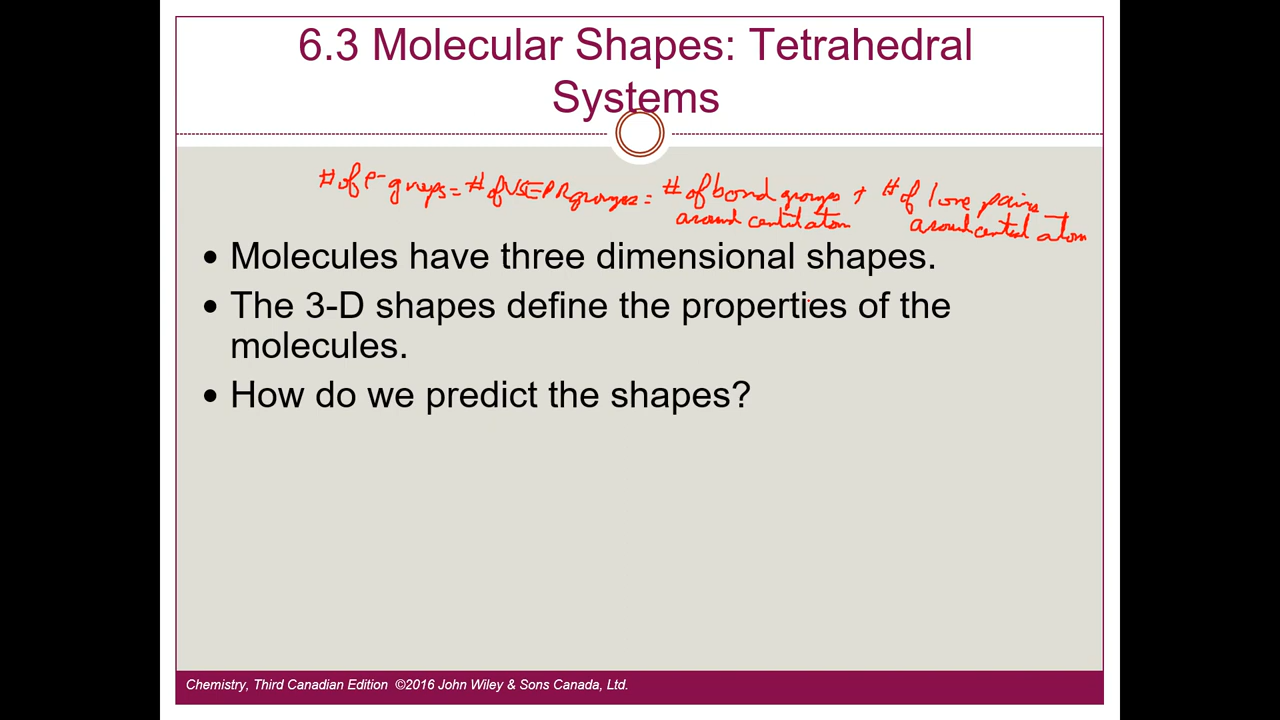 6.3 Molecular Shapes: Tetrahedral
Systems
# of e- groups = # of VSEPR groups = # of bond groups + # of lone pairs
around central atom around central atom
• Molecules have three dimensional shapes.
• The 3-D shapes define the properties of the
molecules.
• How do we predict the shapes?
Chemistry, Third Canadian Edition ©2016 John Wiley & Sons Canada, Ltd.